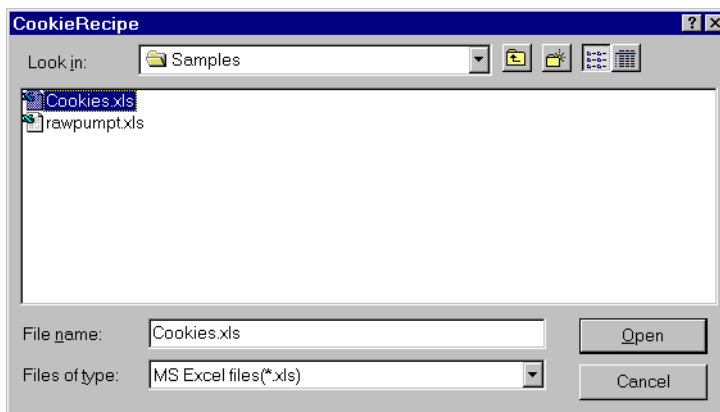 CookieRecipe
Look in: Samples
Cookies.xls
rawpumpt.xls
File name: Cookies.xls Open
Files of type: MS Excel files(*.xls) Cancel